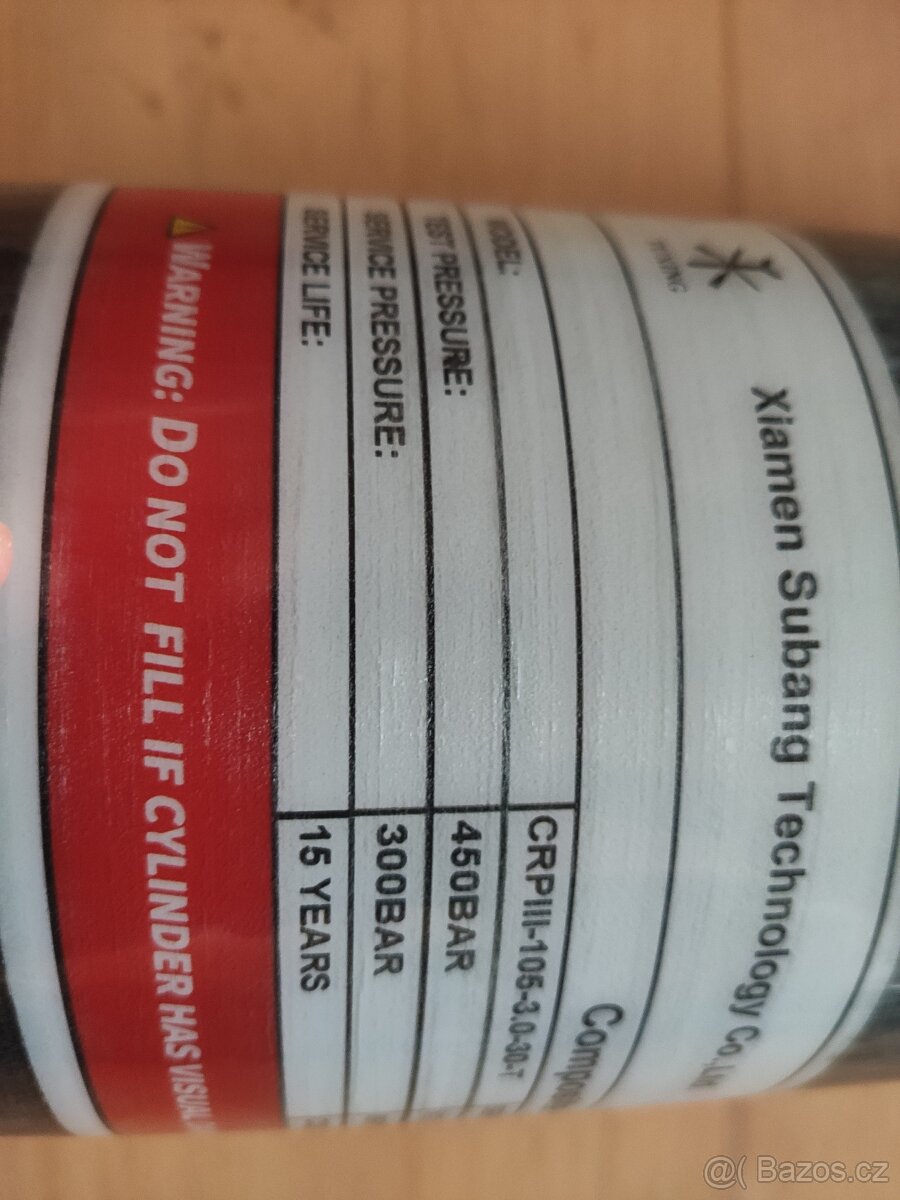 Xiamen Subang Technology Co.,Ltd
MODEL: CRPIII-105-3.0-30-T
TEST PRESSURE: 450BAR
SERVICE PRESSURE: 300BAR
SERVICE LIFE: 15 YEARS
WARNING: DO NOT FILL IF CYLINDER HAS VISUAL
@( Bazos.cz